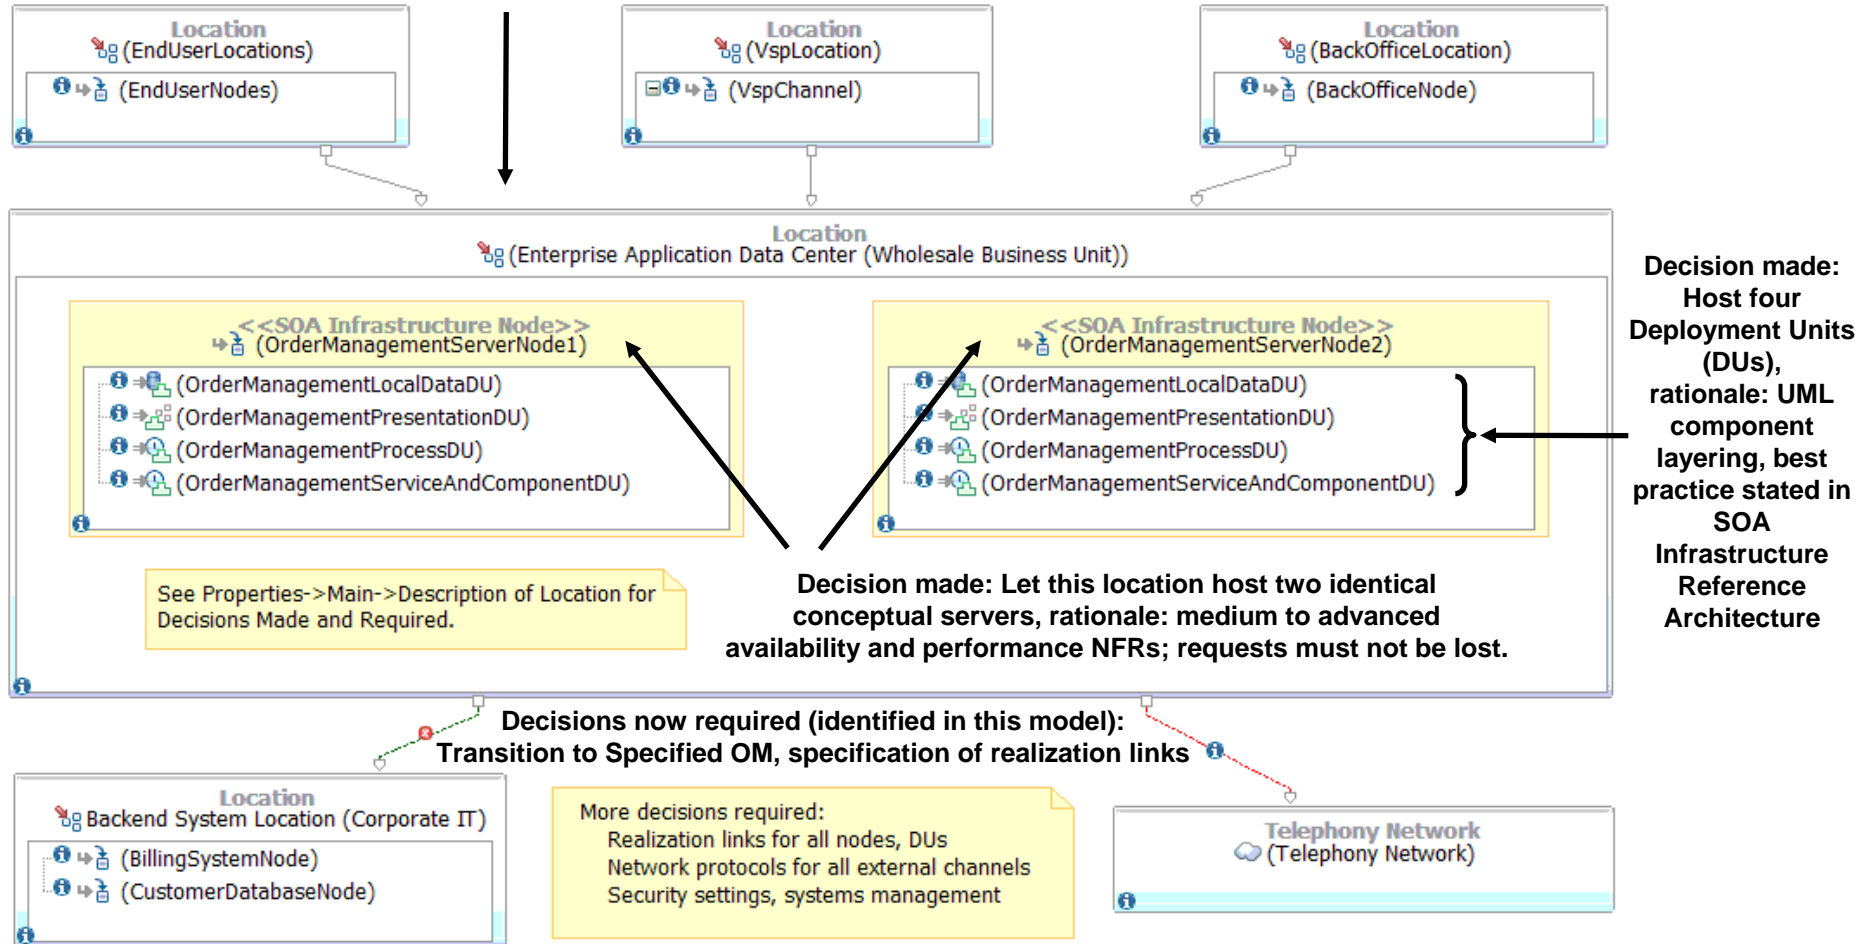 Location
(EndUserLocations)
(EndUserNodes)
Location
(VspLocation)
(VspChannel)
Location
(BackOfficeLocation)
(BackOfficeNode)
Location
(Enterprise Application Data Center (Wholesale Business Unit))
<<SOA Infrastructure Node>>
(OrderManagementServerNode1)
(OrderManagementLocalDataDU)
(OrderManagementPresentationDU)
(OrderManagementProcessDU)
(OrderManagementServiceAndComponentDU)
<<SOA Infrastructure Node>>
(OrderManagementServerNode2)
(OrderManagementLocalDataDU)
(OrderManagementPresentationDU)
(OrderManagementProcessDU)
(OrderManagementServiceAndComponentDU)
Decision made:
Host four
Deployment Units
(DUs),
rationale: UML
component
layering, best
practice stated in
SOA
Infrastructure
Reference
Architecture
See Properties->Main->Description of Location for
Decisions Made and Required.
Decision made: Let this location host two identical
conceptual servers, rationale: medium to advanced
availability and performance NFRs; requests must not be lost.
Decisions now required (identified in this model):
Transition to Specified OM, specification of realization links
Location
Backend System Location (Corporate IT)
(BillingSystemNode)
(CustomerDatabaseNode)
More decisions required:
Realization links for all nodes, DUs
Network protocols for all external channels
Security settings, systems management
Telephony Network
(Telephony Network)